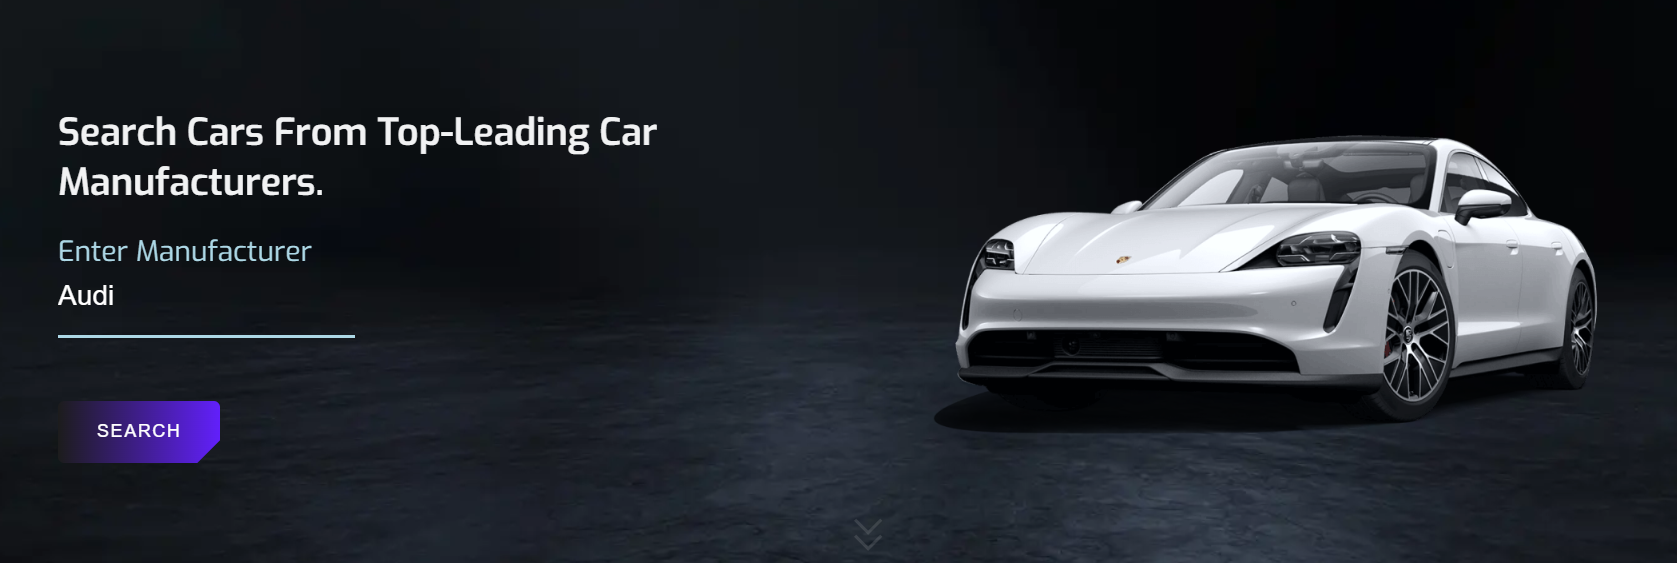 Search Cars From Top-Leading Car
Manufacturers.
Enter Manufacturer
Audi
SEARCH